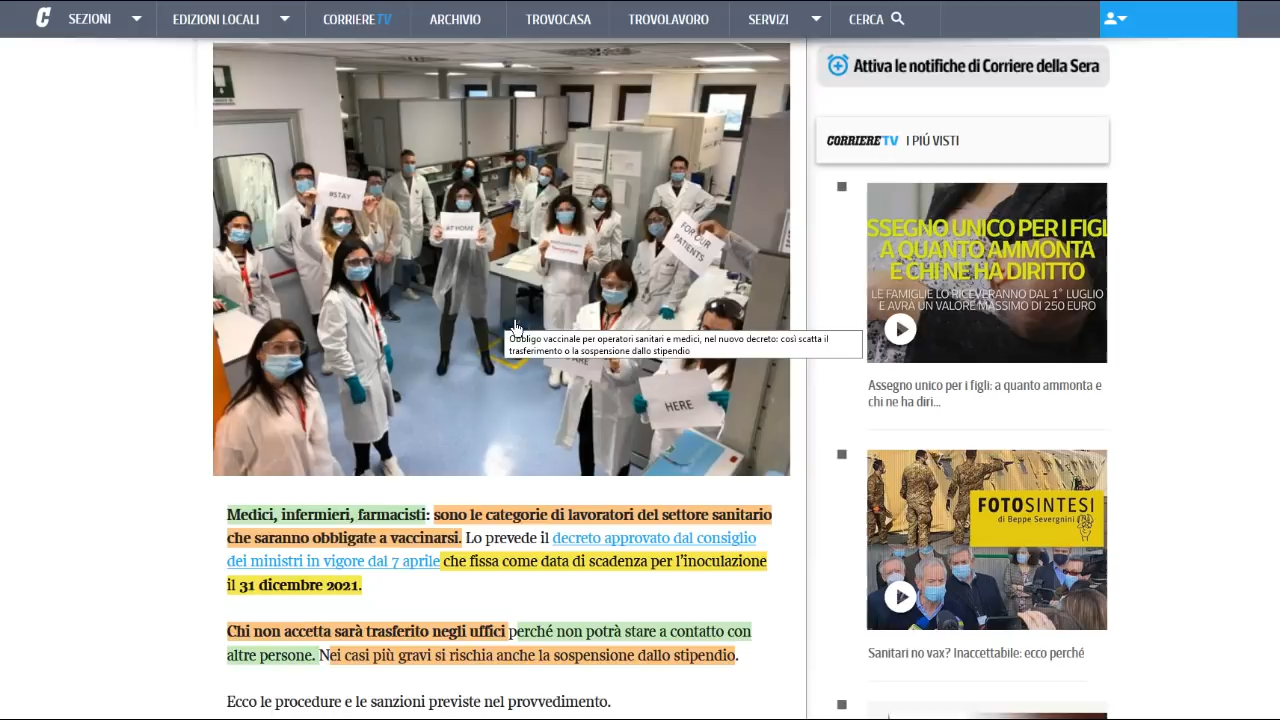 C SEZIONI EDIZIONI LOCALI CORRIERETV ARCHIVIO TROVOCASA TROVOLAVORO SERVIZI CERCA
#STAY
AT HOME
FOR OUR
PATIENTS
HERE
Obbligo vaccinale per operatori sanitari e medici, nel nuovo decreto: così scatta il
trasferimento o la sospensione dallo stipendio
Medici, infermieri, farmacisti: sono le categorie di lavoratori del settore sanitario
che saranno obbligate a vaccinarsi. Lo prevede il decreto approvato dal consiglio
dei ministri in vigore dal 7 aprile che fissa come data di scadenza per l'inoculazione
il 31 dicembre 2021.
Chi non accetta sarà trasferito negli uffici perché non potrà stare a contatto con
altre persone. Nei casi più gravi si rischia anche la sospensione dallo stipendio.
Ecco le procedure e le sanzioni previste nel provvedimento.
Attiva le notifiche di Corriere della Sera
CORRIERETV I PIÚ VISTI
SSEGNO UNICO PER I FIGL
A QUANTO AMMONTA
E CHI NE HA DIRITTO
LE FAMIGLIE LO RICEVERANNO DAL 1° LUGLIO
E AVRA UN VALORE MASSIMO DI 250 EURO
Assegno unico per i figli: a quanto ammonta e
chi ne ha diri...
FOTOSINTESI
di Beppe Severgnini
Sanitari no vax? Inaccettabile: ecco perché